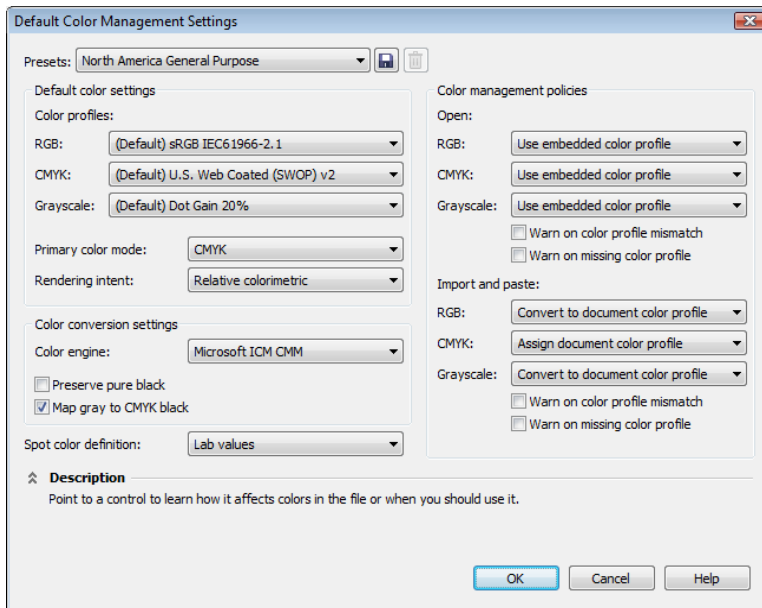 Default Color Management Settings
Presets: North America General Purpose
Default color settings
Color profiles:
RGB: (Default) sRGB IEC61966-2.1
CMYK: (Default) U.S. Web Coated (SWOP) v2
Grayscale: (Default) Dot Gain 20%
Primary color mode: CMYK
Rendering intent: Relative colorimetric
Color conversion settings
Color engine: Microsoft ICM CMM
Preserve pure black
Map gray to CMYK black
Spot color definition: Lab values
Color management policies
Open:
RGB: Use embedded color profile
CMYK: Use embedded color profile
Grayscale: Use embedded color profile
Warn on color profile mismatch
Warn on missing color profile
Import and paste:
RGB: Convert to document color profile
CMYK: Assign document color profile
Grayscale: Convert to document color profile
Warn on color profile mismatch
Warn on missing color profile
Description
Point to a control to learn how it affects colors in the file or when you should use it.
OK Cancel Help